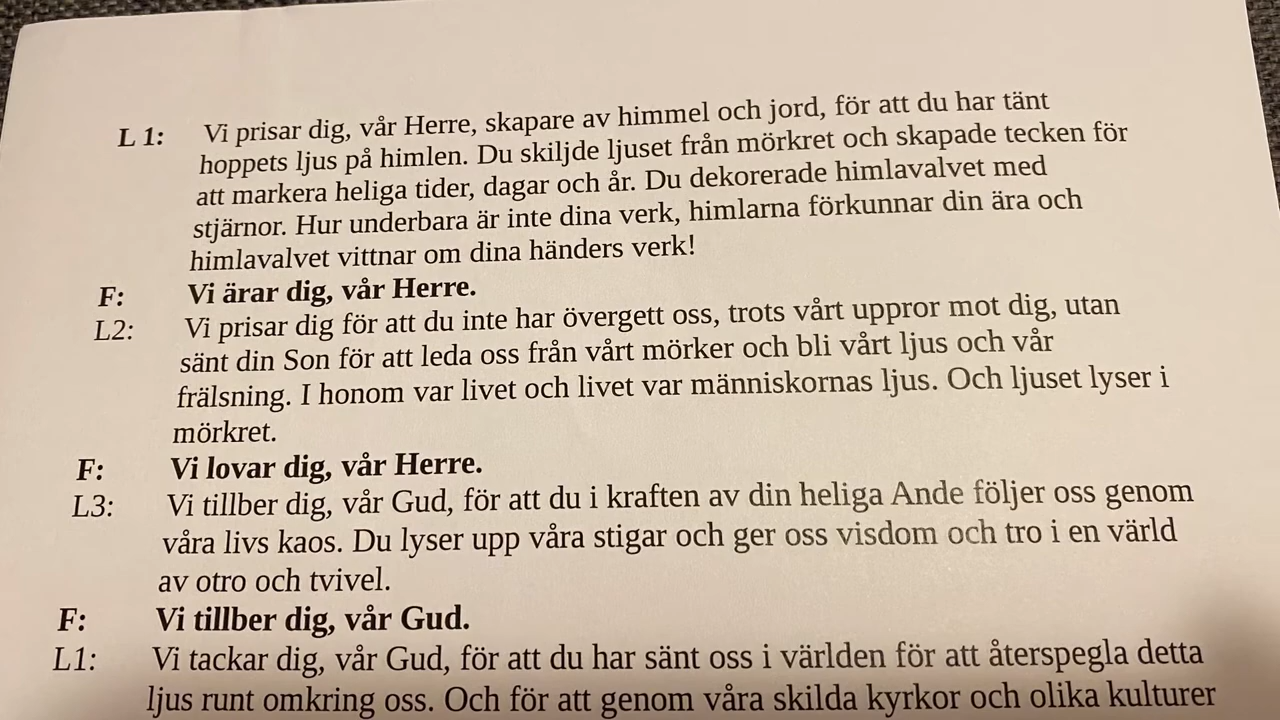 L 1: Vi prisar dig, vår Herre, skapare av himmel och jord, för att du har tänt
hoppets ljus på himlen. Du skiljde ljuset från mörkret och skapade tecken för
att markera heliga tider, dagar och år. Du dekorerade himlavalvet med
stjärnor. Hur underbara är inte dina verk, himlarna förkunnar din ära och
himlavalvet vittnar om dina händers verk!
F: Vi ärar dig, vår Herre.
L2: Vi prisar dig för att du inte har övergett oss, trots vårt uppror mot dig, utan
sänt din Son för att leda oss från vårt mörker och bli vårt ljus och vår
frälsning. I honom var livet och livet var människornas ljus. Och ljuset lyser i
mörkret.
F: Vi lovar dig, vår Herre.
L3: Vi tillber dig, vår Gud, för att du i kraften av din heliga Ande följer oss genom
våra livs kaos. Du lyser upp våra stigar och ger oss visdom och tro i en värld
av otro och tvivel.
F: Vi tillber dig, vår Gud.
L1: Vi tackar dig, vår Gud, för att du har sänt oss i världen för att återspegla detta
ljus runt omkring oss. Och för att genom våra skilda kyrkor och olika kulturer